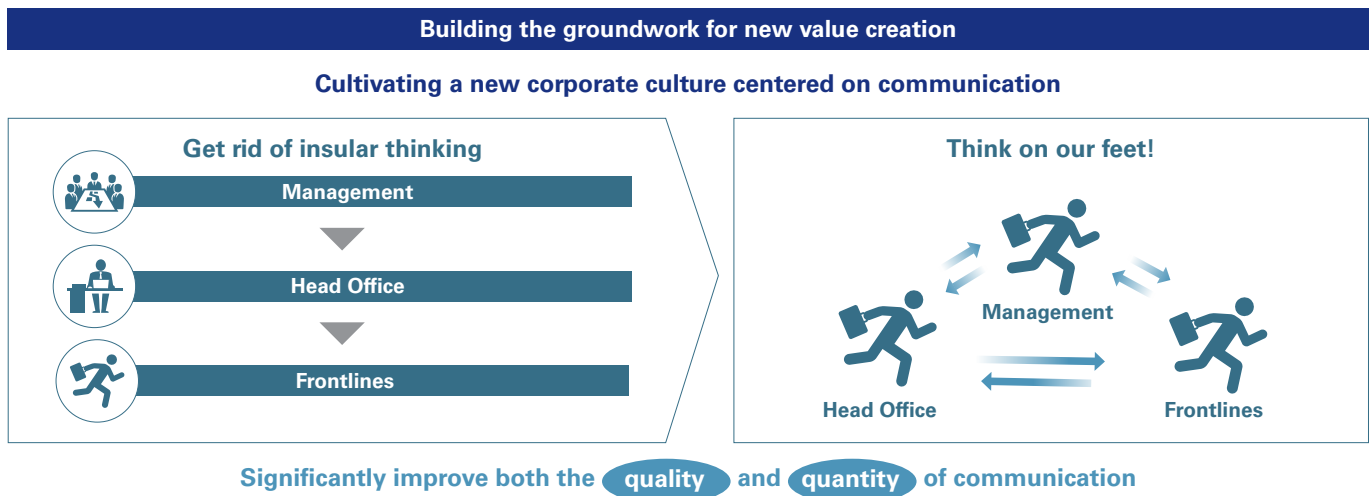 Building the groundwork for new value creation
Cultivating a new corporate culture centered on communication
Get rid of insular thinking
Management
Head Office
Frontlines
Think on our feet!
Management
Head Office
Frontlines
Significantly improve both the quality and quantity of communication